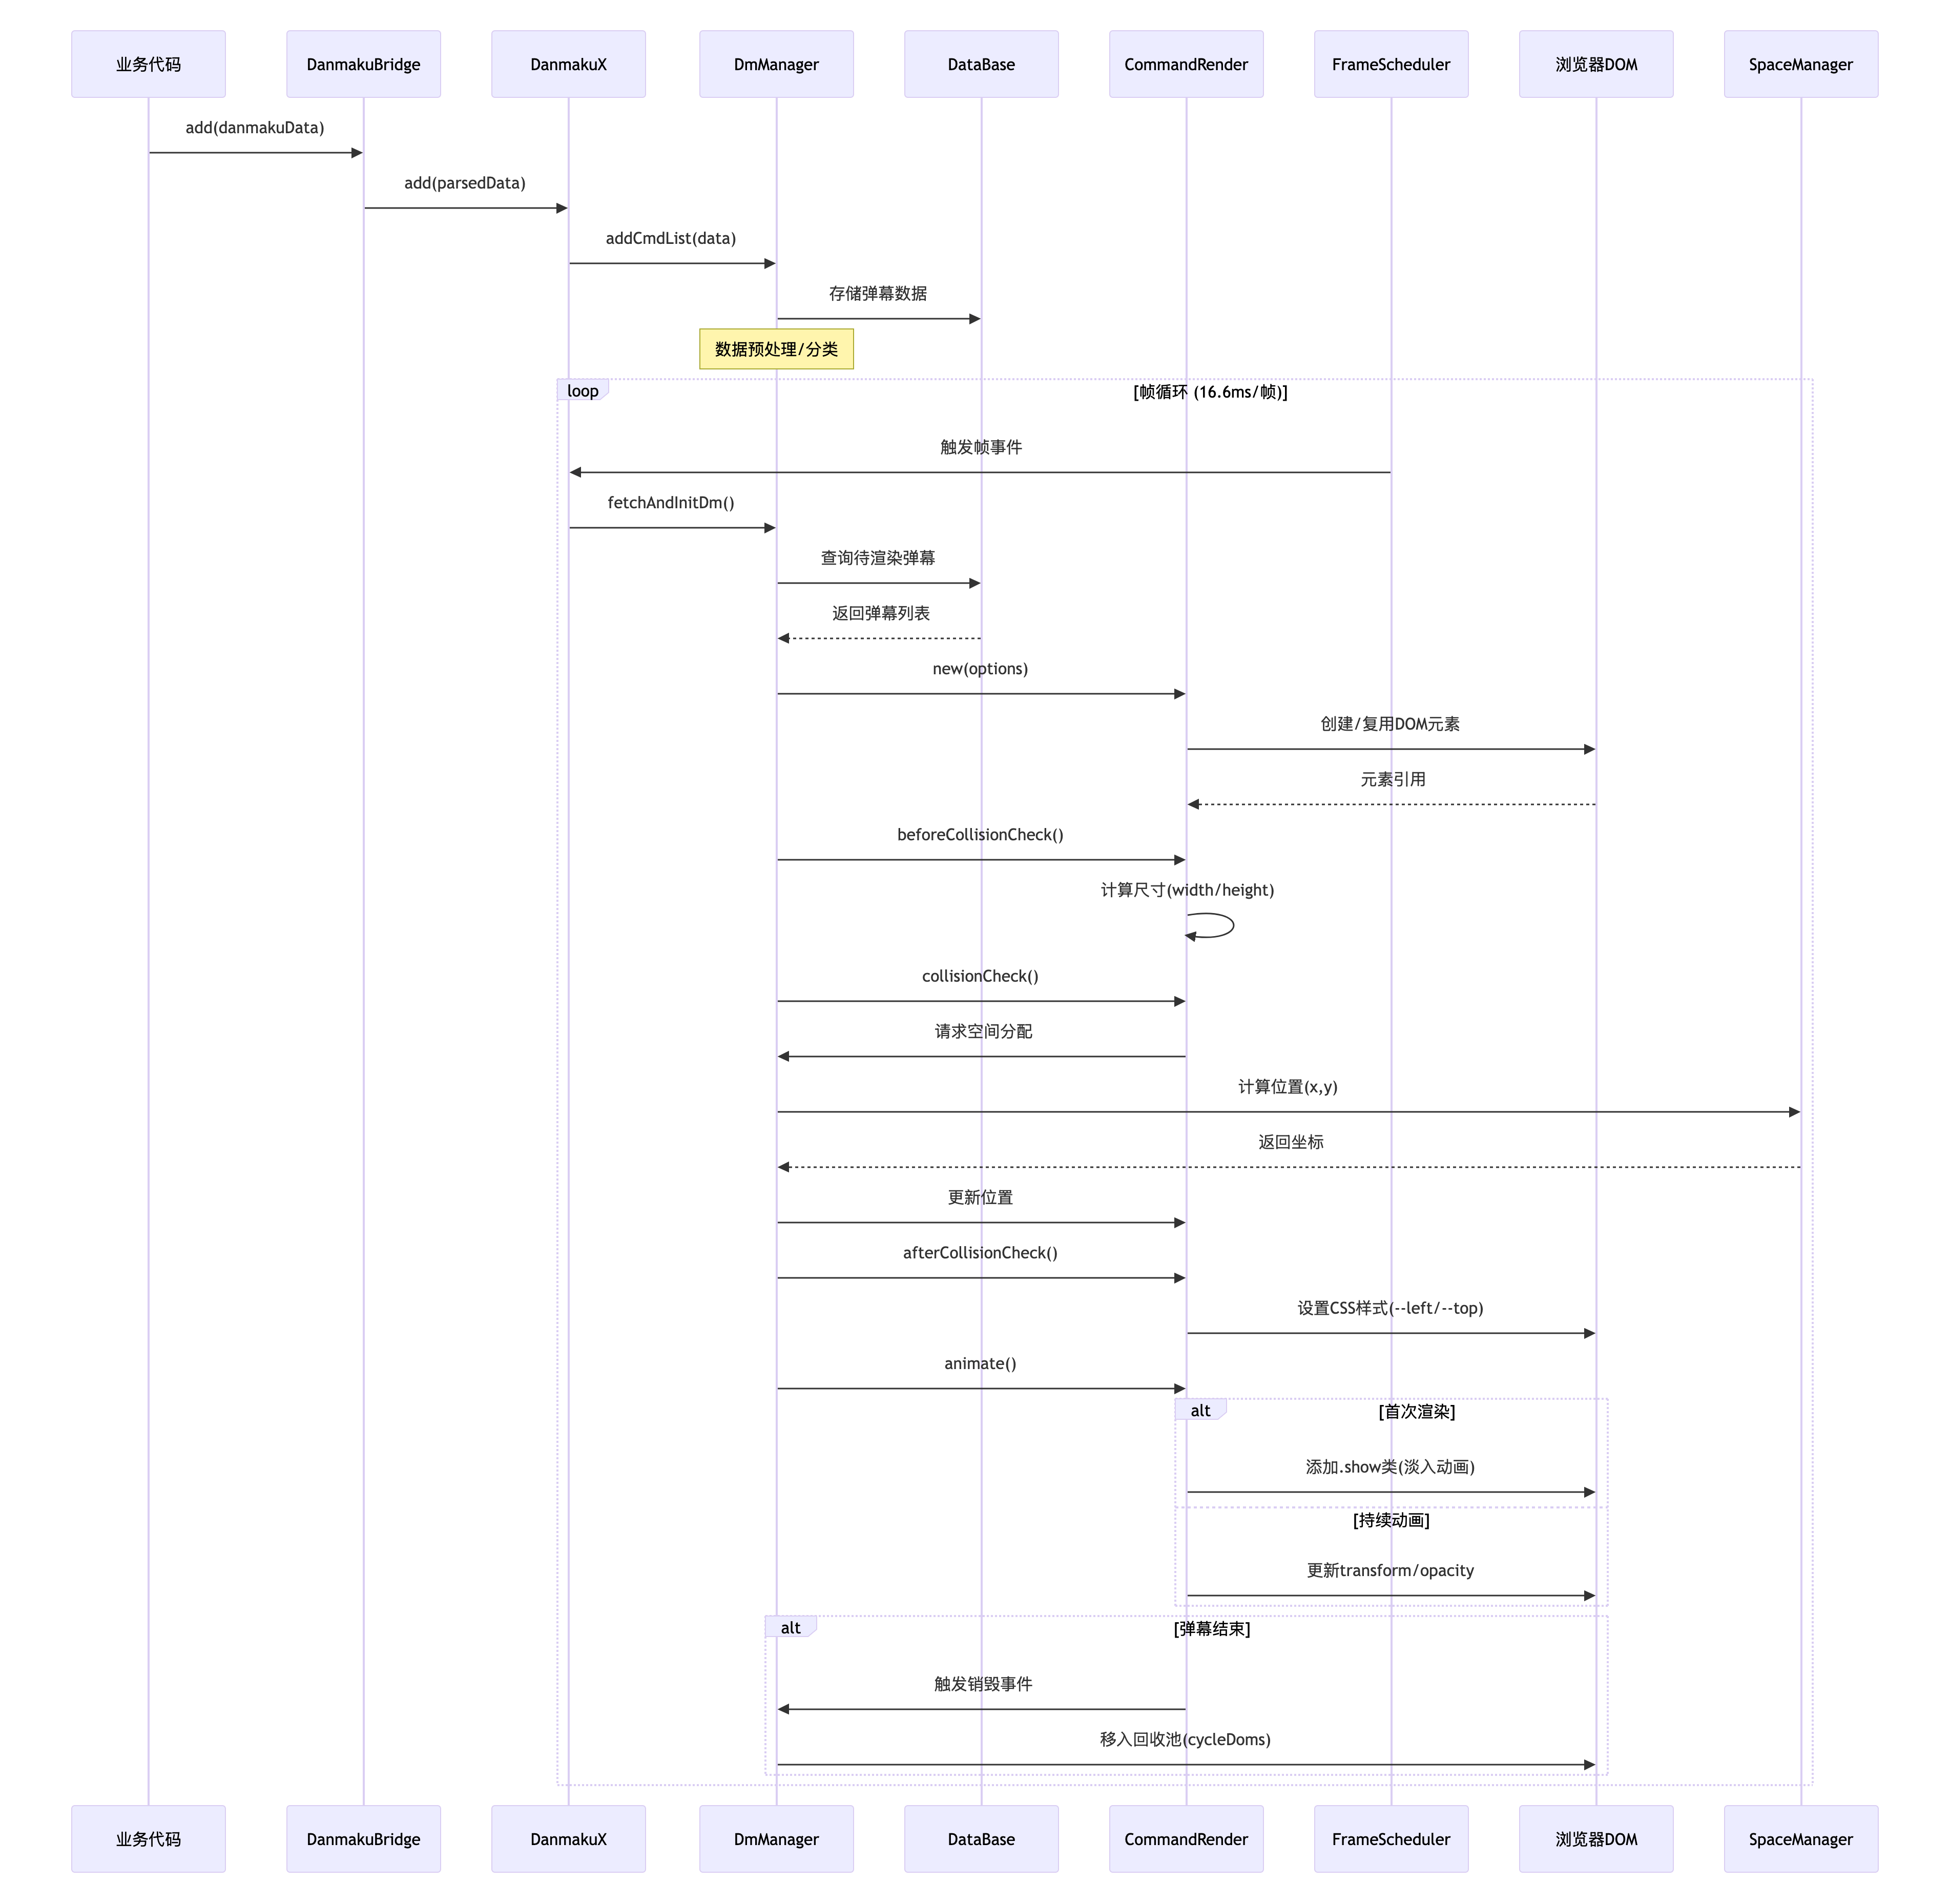 业务代码
DanmakuBridge
DanmakuX
DmManager
DataBase
CommandRender
FrameScheduler
浏览器DOM
SpaceManager
add(danmakuData)
add(parsedData)
addCmdList(data)
存储弹幕数据
数据预处理/分类
loop
[帧循环 (16.6ms/帧)]
触发帧事件
fetchAndInitDm()
查询待渲染弹幕
返回弹幕列表
new(options)
创建/复用DOM元素
元素引用
beforeCollisionCheck()
计算尺寸(width/height)
collisionCheck()
请求空间分配
计算位置(x,y)
返回坐标
更新位置
afterCollisionCheck()
设置CSS样式(--left/--top)
animate()
alt
[首次渲染]
添加.show类(淡入动画)
[持续动画]
更新transform/opacity
alt
[弹幕结束]
触发销毁事件
移入回收池(cycleDoms)
业务代码
DanmakuBridge
DanmakuX
DmManager
DataBase
CommandRender
FrameScheduler
浏览器DOM
SpaceManager